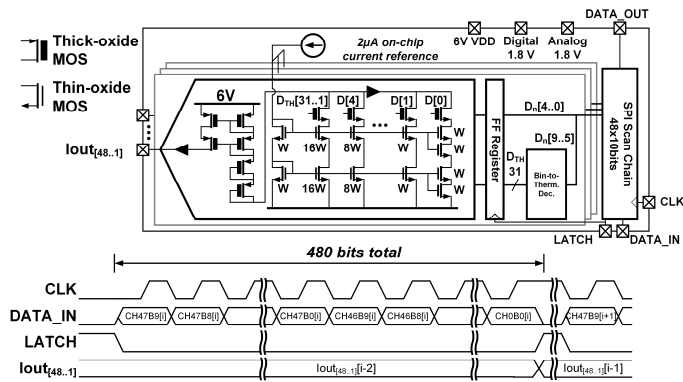 DATA_OUT
Thick-oxide
MOS
Thin-oxide
MOS
2µA on-chip
current reference
6V VDD
Digital
1.8 V
Analog
1.8 V
6V
D_TH[31..1]
D[4]
D[1]
D[0]
•••
W
16W
8W
W
W
W
W
16W
8W
W
W
W
Iout[48..1]
FF Register
Dₙ[4..0]
Dₙ[9..5]
D_TH
31
Bin-to-
Therm.
Dec.
SPI Scan Chain
48x10bits
CLK
LATCH
DATA_IN
480 bits total
CLK
DATA_IN
CH47B9[i]
CH47B8[i]
CH47B0[i]
CH46B9[i]
CH46B8[i]
CH0B0[i]
CH47B9[i+1]
LATCH
Iout[48..1]
Iout[48..1][i-2]
Iout[48..1][i-1]